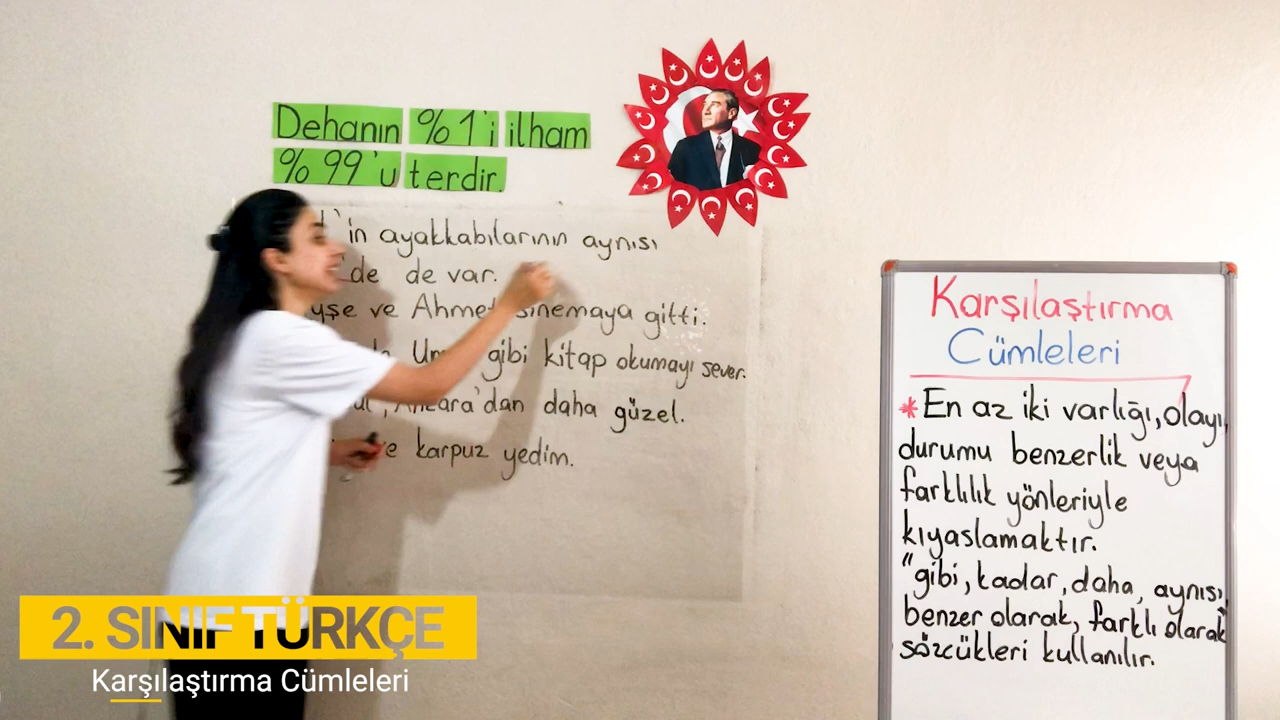 Dehanın %1'i ilham
%99'u terdir.
'in ayakkabılarının aynısı
de de var.
ve Ahmet sinemaya gitti.
gibi kitap okumayı sever.
Ankara'dan daha güzel.
karpuz yedim.
Karşılaştırma
Cümleleri
* En az iki varlığı, olayı,
durumu benzerlik veya
farklılık yönleriyle
kıyaslamaktır.
"gibi, kadar, daha, aynısı,
benzer olarak, farklı olarak"
sözcükleri kullanılır.
2. SINIF TÜRKÇE
Karşılaştırma Cümleleri